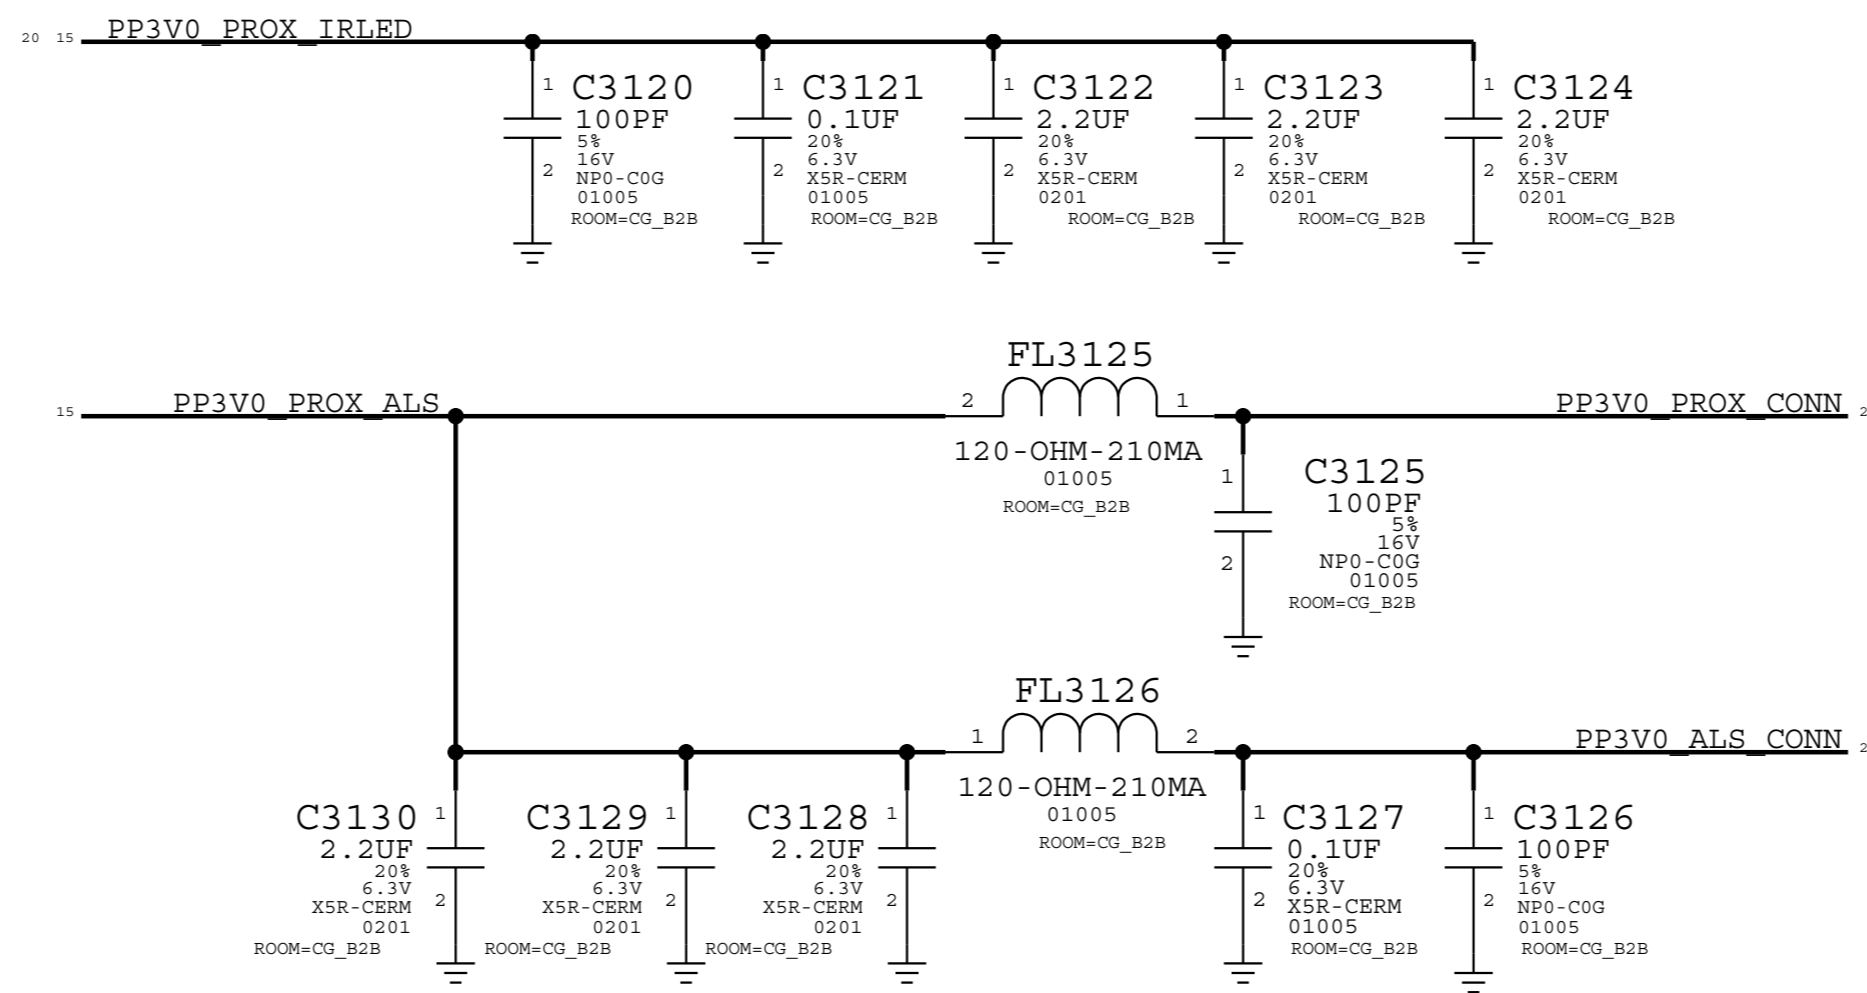 20 15 PP3V0_PROX_IRLED
1 C3120
100PF
5%
16V
2 NP0-C0G
01005
ROOM=CG_B2B
1 C3121
0.1UF
20%
6.3V
2 X5R-CERM
01005
ROOM=CG_B2B
1 C3122
2.2UF
20%
6.3V
2 X5R-CERM
0201
ROOM=CG_B2B
1 C3123
2.2UF
20%
6.3V
2 X5R-CERM
0201
ROOM=CG_B2B
1 C3124
2.2UF
20%
6.3V
2 X5R-CERM
0201
ROOM=CG_B2B
15 PP3V0_PROX_ALS
FL3125
2 1
120-OHM-210MA
01005
ROOM=CG_B2B
PP3V0_PROX_CONN 2
1 C3125
100PF
5%
16V
2 NP0-C0G
01005
ROOM=CG_B2B
FL3126
1 2
120-OHM-210MA
01005
ROOM=CG_B2B
PP3V0_ALS_CONN 2
C3130 1
2.2UF
20%
6.3V
X5R-CERM 2
0201
ROOM=CG_B2B
C3129 1
2.2UF
20%
6.3V
X5R-CERM 2
0201
ROOM=CG_B2B
C3128 1
2.2UF
20%
6.3V
X5R-CERM 2
0201
ROOM=CG_B2B
1 C3127
0.1UF
20%
6.3V
2 X5R-CERM
01005
ROOM=CG_B2B
1 C3126
100PF
5%
16V
2 NP0-C0G
01005
ROOM=CG_B2B